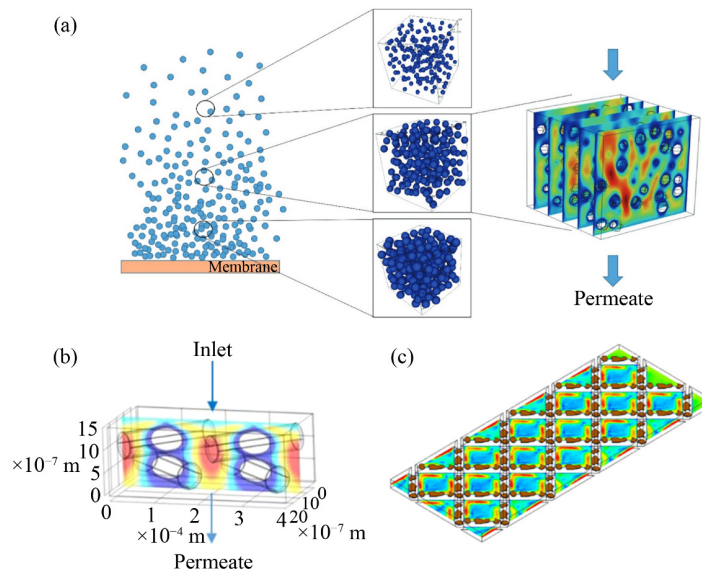 (a)
Membrane
Permeate
(b)
Inlet
15
10
5
0
×10⁻⁷ m
0
1
2
3
4
×10⁻⁴ m
20
10
0
×10⁻⁷ m
Permeate
(c)